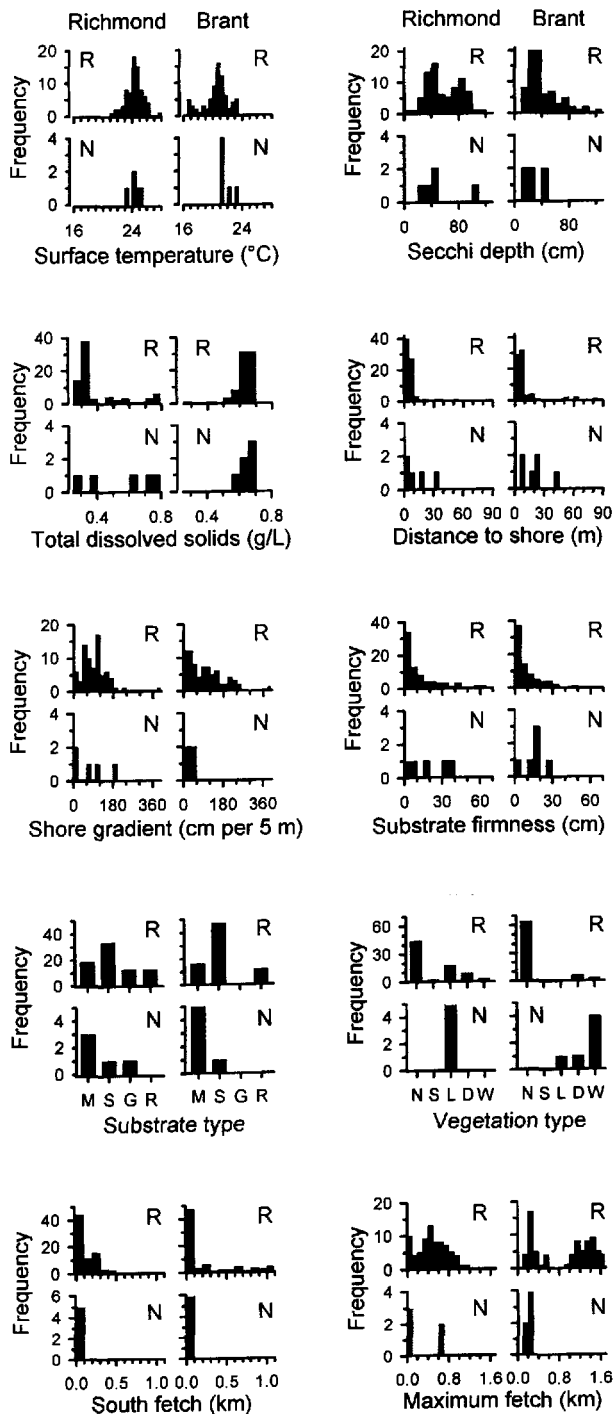 Richmond Brant Richmond Brant
Frequency
20
10
0
R R
4
2
0
N N
16 24 16 24
Surface temperature (°C)
Frequency
20
10
0
R R
4
2
0
N N
0 80 0 80
Secchi depth (cm)
Frequency
40
20
0
R R
4
2
0
N N
0.4 0.8 0.4 0.8
Total dissolved solids (g/L)
Frequency
40
20
0
R R
4
2
0
N N
0 30 60 90 0 30 60 90
Distance to shore (m)
Frequency
20
10
0
R R
4
2
0
N N
0 180 360 0 180 360
Shore gradient (cm per 5 m)
Frequency
40
20
0
R R
4
2
0
N N
0 30 60 0 30 60
Substrate firmness (cm)
Frequency
40
20
0
R R
4
2
0
N N
M S G R M S G R
Substrate type
Frequency
60
30
0
R R
4
2
0
N N
N S L D W N S L D W
Vegetation type
Frequency
40
20
0
R R
6
4
2
0
N N
0.0 0.5 1.0 0.0 0.5 1.0
South fetch (km)
Frequency
20
10
0
R R
4
2
0
N N
0.0 0.8 1.6 0.0 0.8 1.6
Maximum fetch (km)